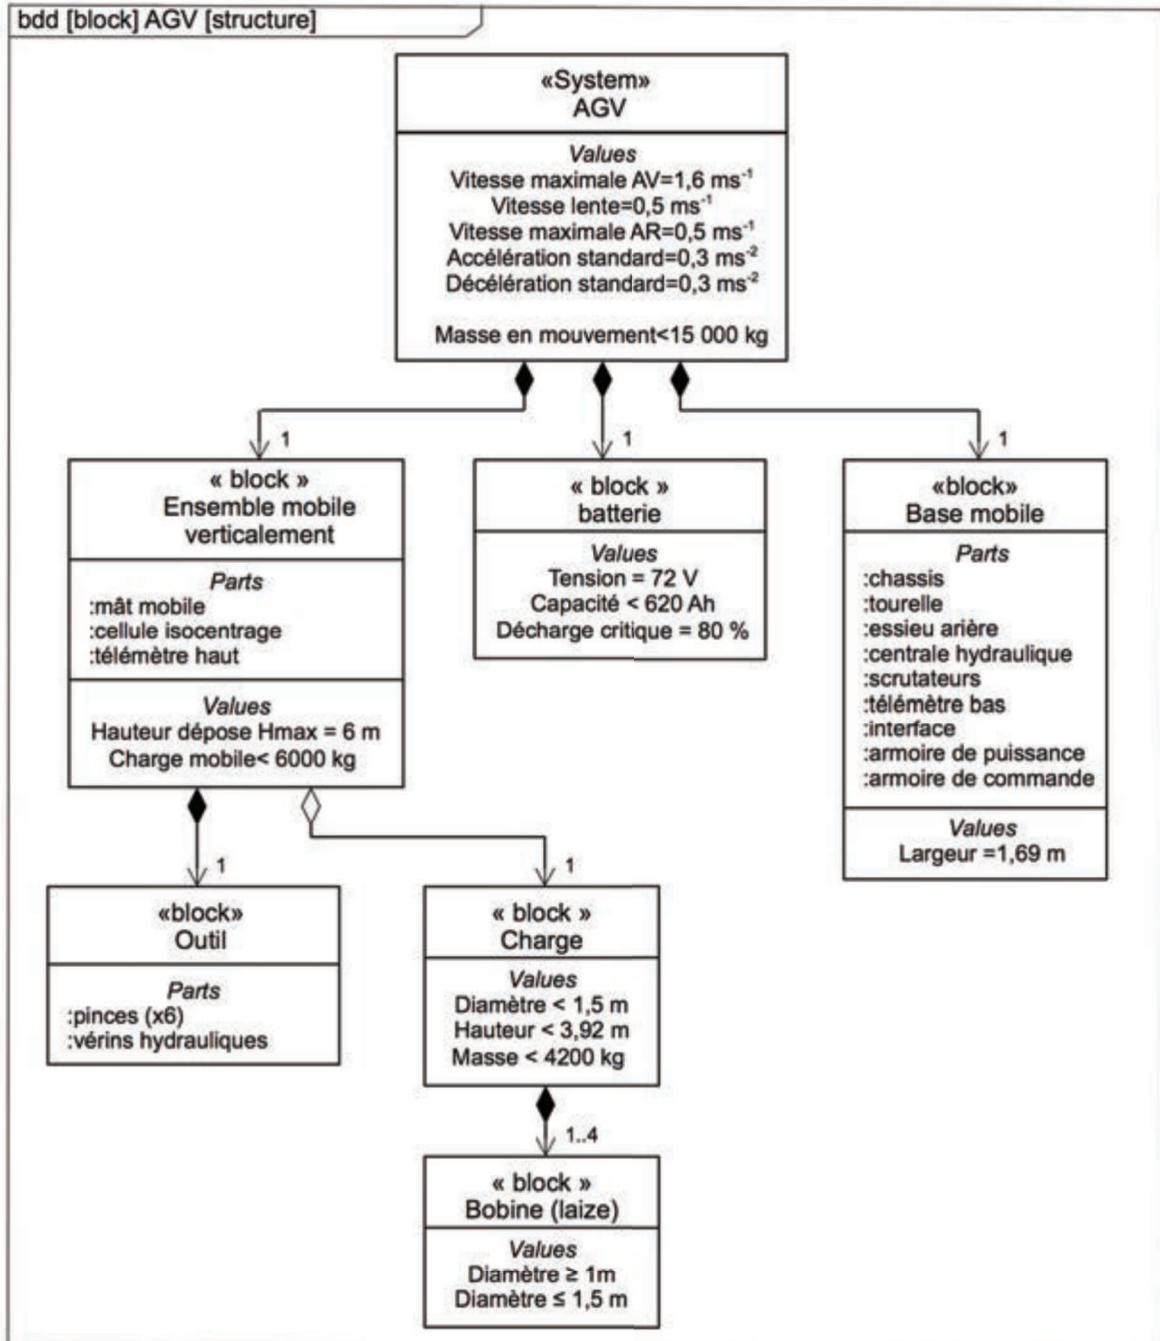 bdd [block] AGV [structure]
«System»
AGV
Values
Vitesse maximale AV=1,6 ms⁻¹
Vitesse lente=0,5 ms⁻¹
Vitesse maximale AR=0,5 ms⁻¹
Accélération standard=0,3 ms⁻²
Décélération standard=0,3 ms⁻²
Masse en mouvement<15 000 kg
1
1
1
« block »
Ensemble mobile
verticalement
Parts
:mât mobile
:cellule isocentrage
:télémètre haut
Values
Hauteur dépose Hmax = 6 m
Charge mobile< 6000 kg
« block »
batterie
Values
Tension = 72 V
Capacité < 620 Ah
Décharge critique = 80 %
«block»
Base mobile
Parts
:chassis
:tourelle
:essieu arière
:centrale hydraulique
:scrutateurs
:télémètre bas
:interface
:armoire de puissance
:armoire de commande
Values
Largeur =1,69 m
1
1
«block»
Outil
Parts
:pinces (x6)
:vérins hydrauliques
« block »
Charge
Values
Diamètre < 1,5 m
Hauteur < 3,92 m
Masse < 4200 kg
1..4
« block »
Bobine (laize)
Values
Diamètre ≥ 1m
Diamètre ≤ 1,5 m